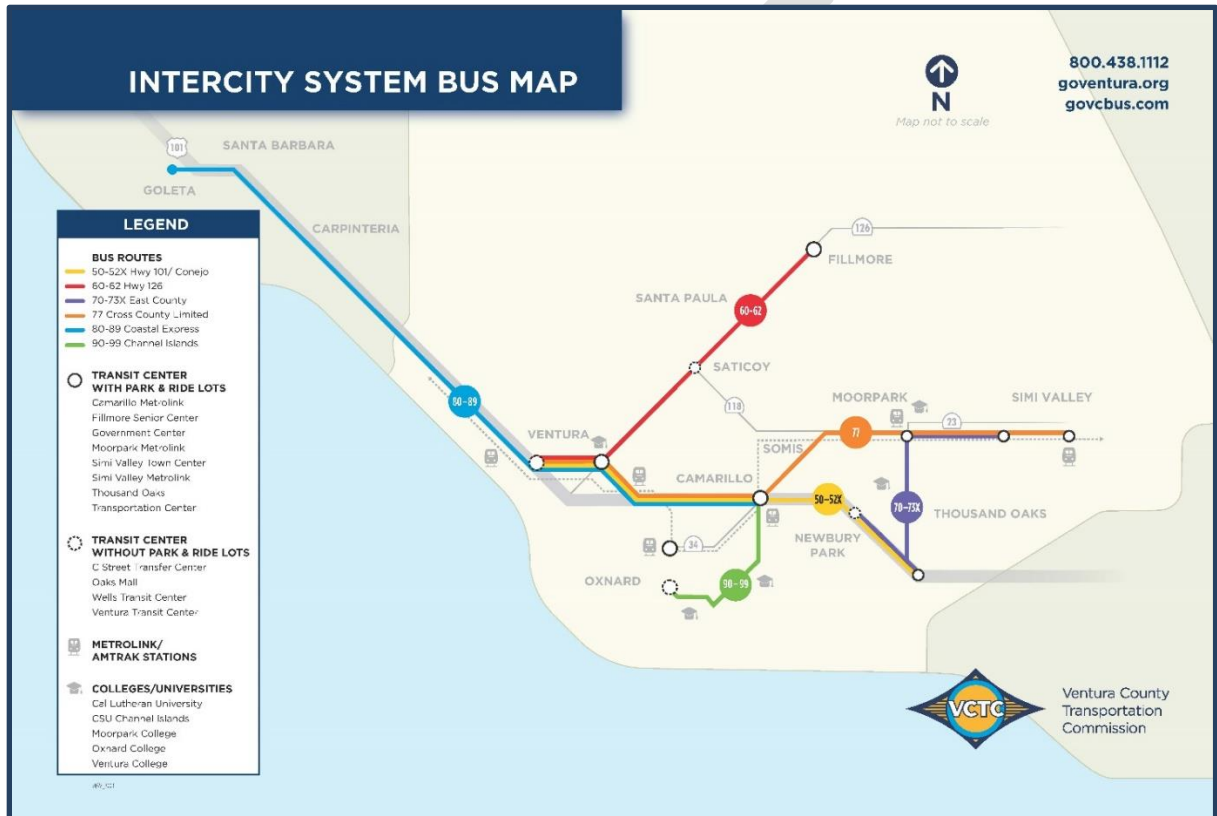 INTERCITY SYSTEM BUS MAP
N
Map not to scale
800.438.1112
goventura.org
govcbus.com
101
SANTA BARBARA
GOLETA
CARPINTERIA
LEGEND
BUS ROUTES
50-52X Hwy 101/ Conejo
60-62 Hwy 126
70-73X East County
77 Cross County Limited
80-89 Coastal Express
90-99 Channel Islands
TRANSIT CENTER
WITH PARK & RIDE LOTS
Camarillo Metrolink
Fillmore Senior Center
Government Center
Moorpark Metrolink
Simi Valley Town Center
Simi Valley Metrolink
Thousand Oaks
Transportation Center
TRANSIT CENTER
WITHOUT PARK & RIDE LOTS
C Street Transfer Center
Oaks Mall
Wells Transit Center
Ventura Transit Center
METROLINK/
AMTRAK STATIONS
COLLEGES/UNIVERSITIES
Cal Lutheran University
CSU Channel Islands
Moorpark College
Oxnard College
Ventura College
126
FILLMORE
SANTA PAULA
60-62
SATICOY
118
80-89
VENTURA
MOORPARK
SIMI VALLEY
77
23
SOMIS
CAMARILLO
50-52X
70-73X
THOUSAND OAKS
NEWBURY
PARK
34
OXNARD
90-99
VCTC
Ventura County
Transportation
Commission